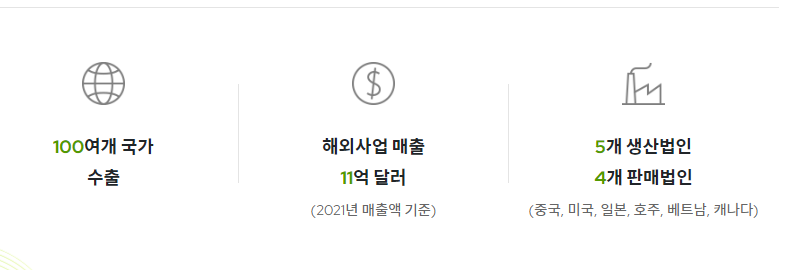 100여개 국가
수출
해외사업 매출
11억 달러
(2021년 매출액 기준)
5개 생산법인
4개 판매법인
(중국, 미국, 일본, 호주, 베트남, 캐나다)